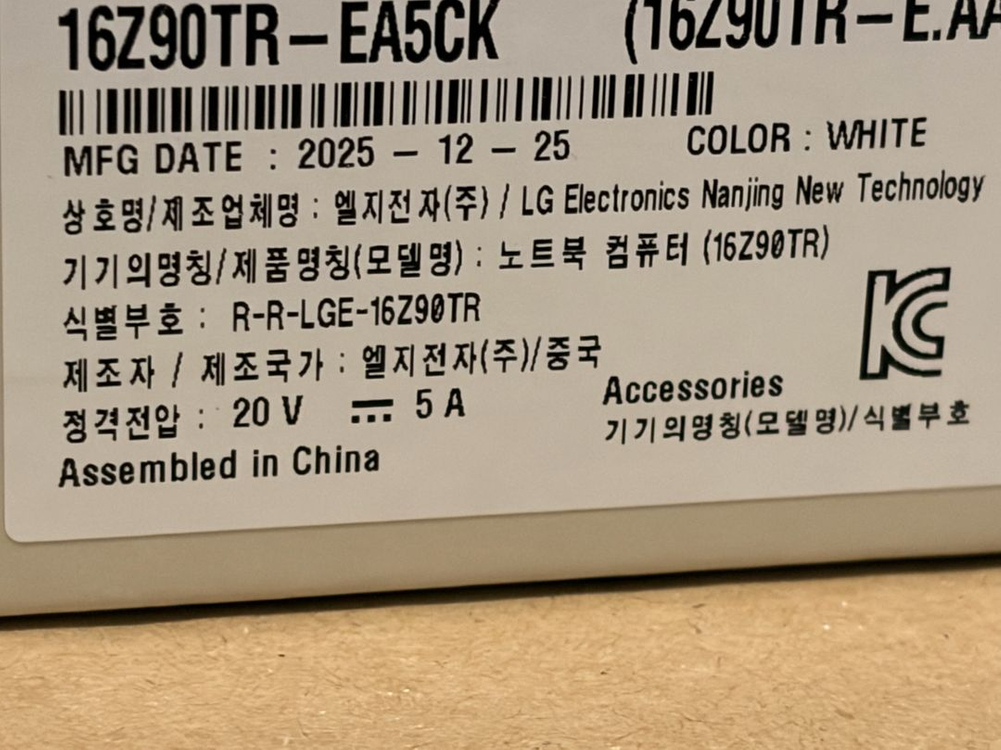 16Z90TR-EA5CK (16Z90TR-E.AA
MFG DATE : 2025 - 12 - 25 COLOR : WHITE
상호명/제조업체명 : 엘지전자(주) / LG Electronics Nanjing New Technology
기기의명칭/제품명칭(모델명) : 노트북 컴퓨터 (16Z90TR)
식별부호 : R-R-LGE-16Z90TR
제조자 / 제조국가 : 엘지전자(주)/중국
정격전압 : 20 V ⎓ 5 A
Assembled in China
KC
Accessories
기기의명칭(모델명)/식별부호